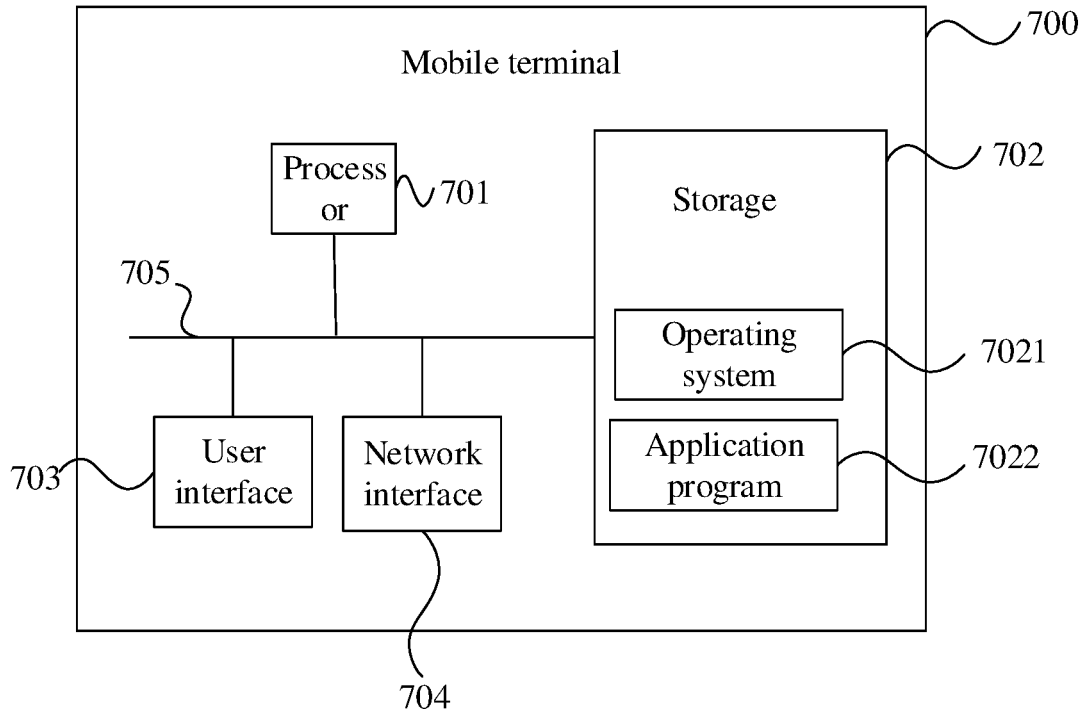 700
Mobile terminal
702
Process
or
701
Storage
705
Operating
system
7021
User
interface
703
Network
interface
Application
program
7022
704